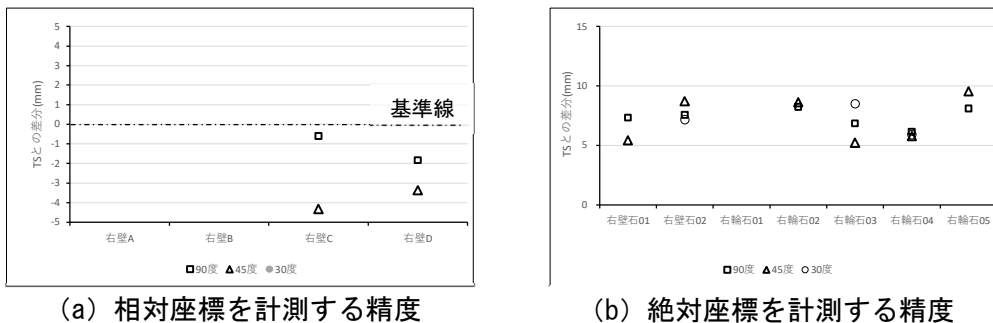 TSとの差分(mm)
5
4
3
2
1
0
-1
-2
-3
-4
-5
基準線
右壁A 右壁B 右壁C 右壁D
90度 45度 30度
(a) 相対座標を計測する精度
TSとの差分(mm)
15
10
5
0
右壁石01 右壁石02 右輪石01 右輪石02 右輪石03 右輪石04 右輪石05
90度 45度 30度
(b) 絶対座標を計測する精度